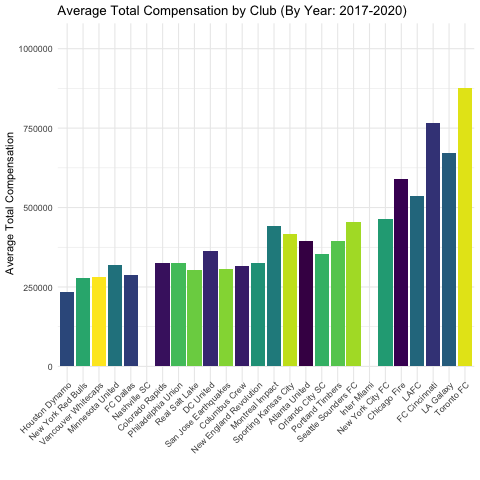 Average Total Compensation by Club (By Year: 2017-2020)
Average Total Compensation
1000000
750000
500000
250000
0
Houston Dynamo
New York Red Bulls
Vancouver Whitecaps
Minnesota United
FC Dallas
Nashville SC
Colorado Rapids
Philadelphia Union
Real Salt Lake
DC United
San Jose Earthquakes
Columbus Crew
New England Revolution
Montreal Impact
Sporting Kansas City
Atlanta United
Orlando City SC
Portland Timbers
Seattle Sounders FC
Inter Miami
New York City FC
Chicago Fire
LAFC
FC Cincinnati
LA Galaxy
Toronto FC